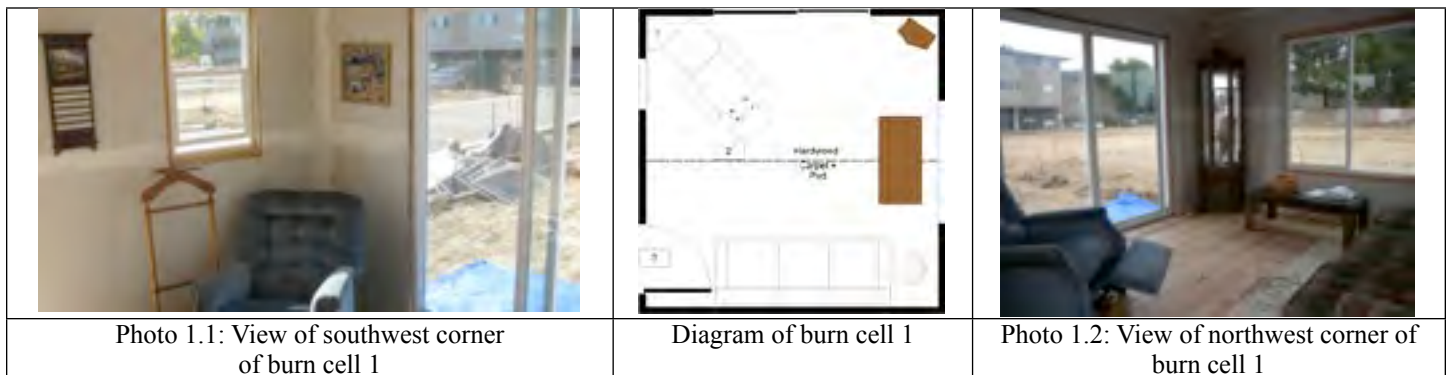 2
Hardwood
Carpet +
Pad
Photo 1.1: View of southwest corner
of burn cell 1
Diagram of burn cell 1
Photo 1.2: View of northwest corner of
burn cell 1